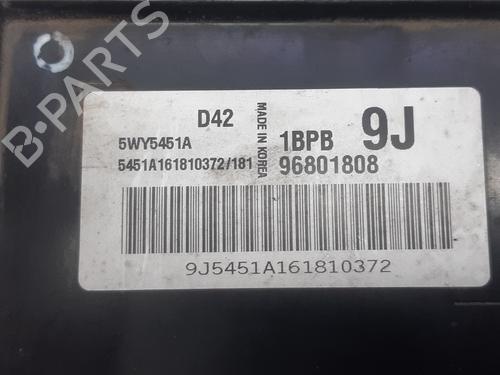 D42
MADE IN KOREA
1BPB
9J
5WY5451A
5451A161810372/181
96801808
9J5451A161810372
B-PARTS